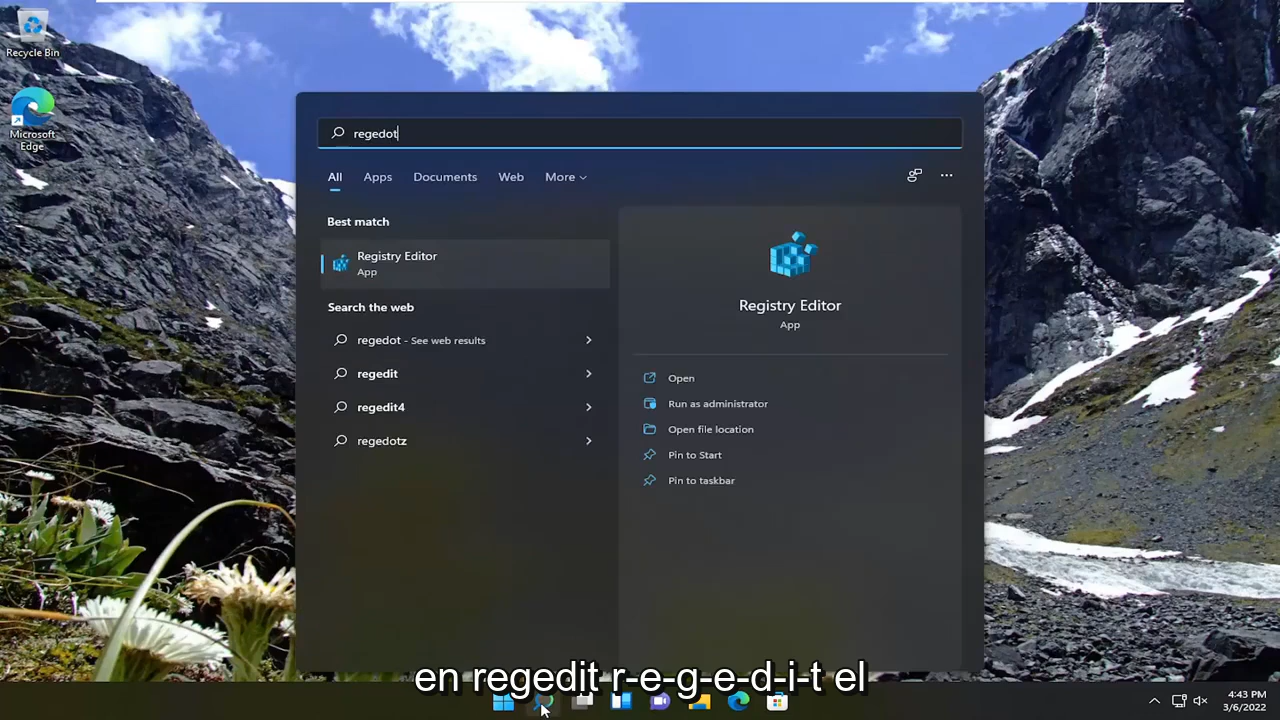 Recycle Bin
Microsoft
Edge
regedot
All Apps Documents Web More
Best match
Registry Editor
App
Search the web
regedot - See web results
regedit
regedit4
regedotz
Registry Editor
App
Open
Run as administrator
Open file location
Pin to Start
Pin to taskbar
en regedit r-e-g-e-d-i-t el
4:43 PM
3/6/2022